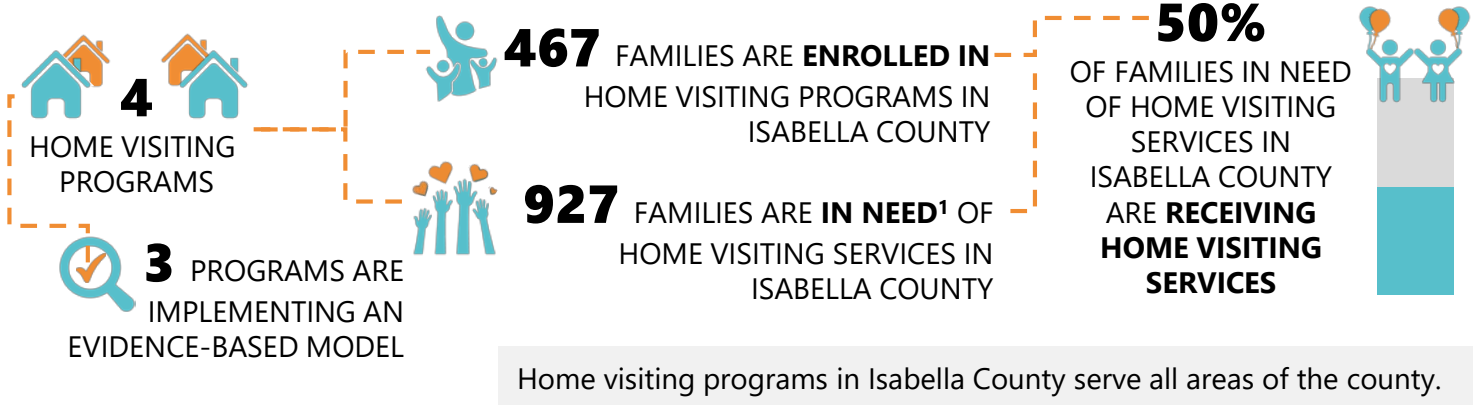 4
HOME VISITING
PROGRAMS
3 PROGRAMS ARE
IMPLEMENTING AN
EVIDENCE-BASED MODEL
467 FAMILIES ARE ENROLLED IN
HOME VISITING PROGRAMS IN
ISABELLA COUNTY
927 FAMILIES ARE IN NEED¹ OF
HOME VISITING SERVICES IN
ISABELLA COUNTY
50%
OF FAMILIES IN NEED
OF HOME VISITING
SERVICES IN
ISABELLA COUNTY
ARE RECEIVING
HOME VISITING
SERVICES
Home visiting programs in Isabella County serve all areas of the county.